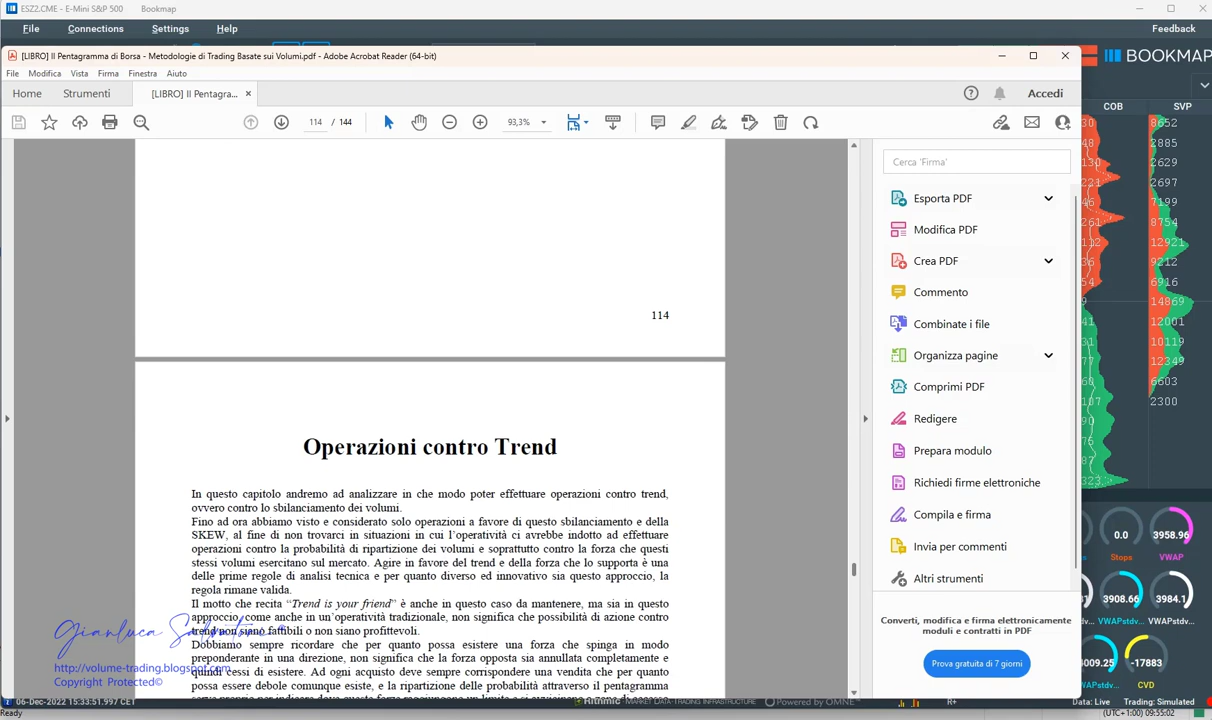 ESZ2.CME - E-Mini S&P 500 Bookmap
File Connections Settings Help Feedback
[LIBRO] Il Pentagramma di Borsa - Metodologie di Trading Basate sui Volumi.pdf - Adobe Acrobat Reader (64-bit)
BOOKMAP
File Modifica Vista Firma Finestra Aiuto
Home Strumenti [LIBRO] Il Pentagra... × Accedi
114 / 144 93,3%
COB SVP
Cerca 'Firma'
Esporta PDF
Modifica PDF
Crea PDF
Commento
Combinate i file
Organizza pagine
Comprimi PDF
Redigere
Prepara modulo
Richiedi firme elettroniche
Compila e firma
Invia per commenti
Altri strumenti
Converti, modifica e firma elettronicamente
moduli e contratti in PDF
Prova gratuita di 7 giorni
114
Operazioni contro Trend
In questo capitolo andremo ad analizzare in che modo poter effettuare operazioni contro trend,
ovvero contro lo sbilanciamento dei volumi.
Fino ad ora abbiamo visto e considerato solo operazioni a favore di questo sbilanciamento e della
SKEW, al fine di non trovarci in situazioni in cui l'operatività ci avrebbe indotto ad effettuare
operazioni contro la probabilità di ripartizione dei volumi e soprattutto contro la forza che questi
stessi volumi esercitano sul mercato. Agire in favore del trend e della forza che lo supporta è una
delle prime regole di analisi tecnica e per quanto diverso ed innovativo sia questo approccio, la
regola rimane valida.
Il motto che recita “Trend is your friend” è anche in questo caso da mantenere, ma sia in questo
approccio come anche in un'operatività tradizionale, non significa che possibilità di azione contro
trend non siano fattibili o non siano profittevoli.
Dobbiamo sempre ricordare che per quanto possa esistere una forza che spinga in modo
preponderante in una direzione, non significa che la forza opposta sia annullata completamente e
quindi cessi di esistere. Ad ogni acquisto deve sempre corrispondere una vendita che per quanto
possa essere debole comunque esiste, e la ripartizione delle probabilità attraverso il pentagramma
Gianluca
http://volume-trading.blogspot.com
Copyright Protected©
8652
2885
2629
2697
7199
8754
12921
9212
6916
14869
12001
10119
12349
6603
2300
0.0 3958.96
Stops VWAP
3908.66 3984.1
VWAPstdv... VWAPstdv...
4009.25 -17883
CVD
06-Dec-2022 15:33:51.997 CET
Rithmic MARKET DATA-TRADING INFRASTRUCTURE Powered by OMNE R+ Data: Live Trading: Simulated
Ready (UTC+1:00) 09:55:02